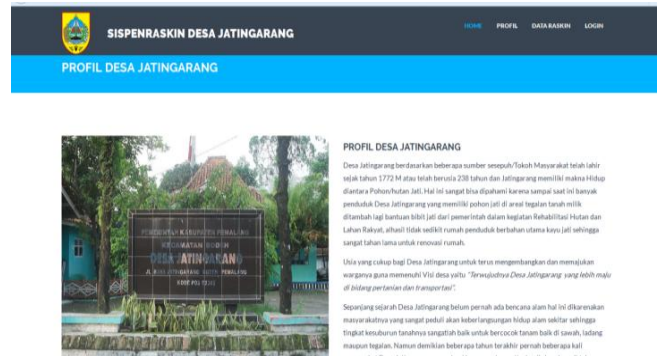 SISPENRASKIN DESA JATINGARANG
HOME PROFIL DATA RASKIN LOGIN
PROFIL DESA JATINGARANG
PEMERINTAH KABUPATEN PEMALANG
KECAMATAN BODEH
DESA JATINGARANG
PROFIL DESA JATINGARANG
Desa Jatingarang berdasarkan beberapa sumber sesepuh/Tokoh Masyarakat telah lahir
sejak tahun 1772 M atau telah berusia 238 tahun dan Jatingarang memiliki makna Hidup
diantara Pohon/hutan Jati. Hal ini sangat bisa dipahami karena sampai saat ini banyak
penduduk Desa Jatingarang yang memiliki pohon jati di areal tegalan tanah milik
ditambah lagi bantuan bibit jati dari pemerintah dalam kegiatan Rehabilitasi Hutan dan
Lahan Rakyat, alhasil tidak sedikit rumah penduduk berbahan utama kayu jati sehingga
sangat tahan lama untuk renovasi rumah.
Usia yang cukup bagi Desa Jatingarang untuk terus mengembangkan dan memajukan
warganya guna memenuhi Visi desa yaitu "Terwujudnya Desa Jatingarang yang lebih maju
di bidang pertanian dan transportasi".
Sepanjang sejarah Desa Jatingarang belum pernah ada bencana alam hal ini dikarenakan
masyarakatnya yang sangat peduli akan keberlangsungan hidup alam sekitar sehingga
tingkat kesuburan tanahnya sangatlah baik untuk bercocok tanam baik di sawah, ladang
maupun tegalan. Namun demikian beberapa tahun terakhir pernah beberapa kali